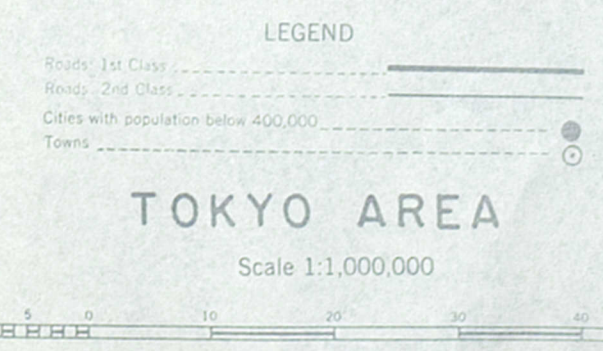 LEGEND
Roads: 1st Class
Roads: 2nd Class
Cities with population below 400,000
Towns
TOKYO AREA
Scale 1:1,000,000
5 0 10 20 30 40